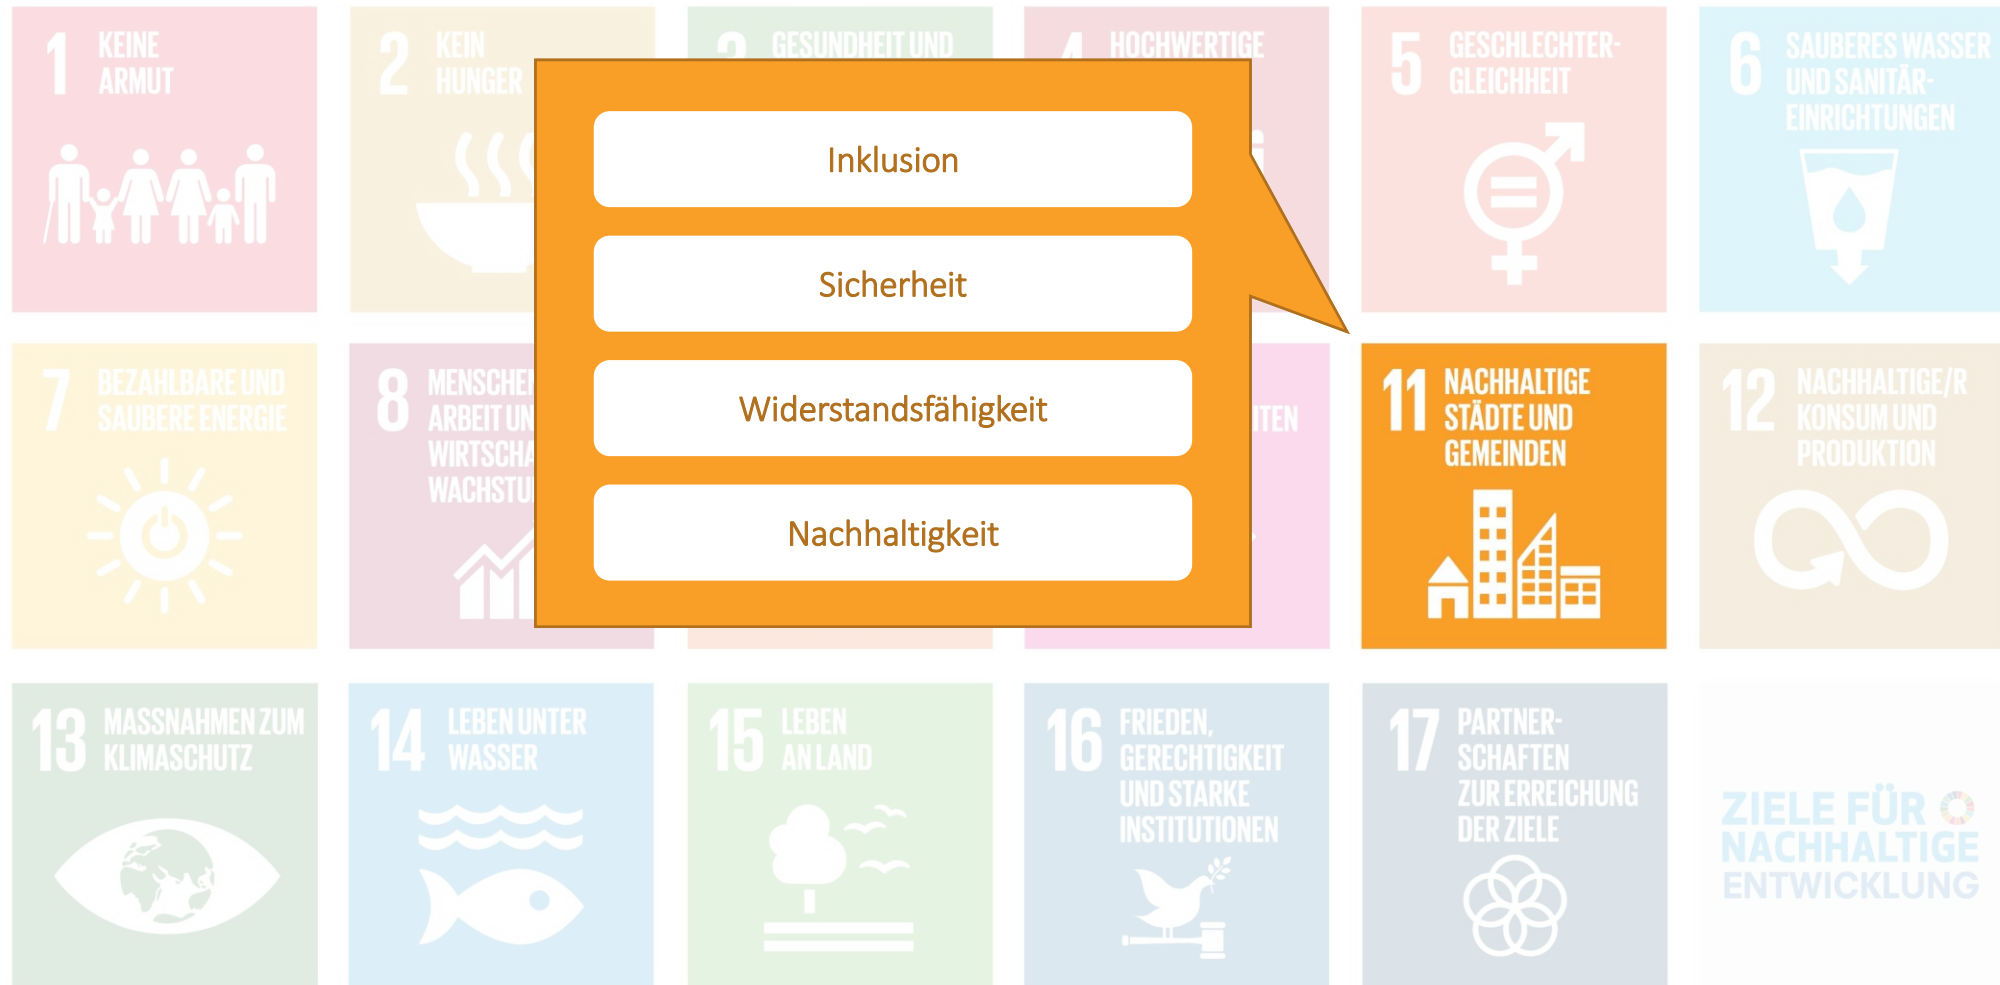 1 KEINE
ARMUT
2 KEIN
HUNGER
3 GESUNDHEIT UND
4 HOCHWERTIGE
5 GESCHLECHTER-
GLEICHHEIT
6 SAUBERES WASSER
UND SANITÄR-
EINRICHTUNGEN
Inklusion
Sicherheit
Widerstandsfähigkeit
Nachhaltigkeit
7 BEZAHLBARE UND
SAUBERE ENERGIE
8 MENSCHE
ARBEIT UN
WIRTSCHA
WACHSTU
ITEN
11 NACHHALTIGE
STÄDTE UND
GEMEINDEN
12 NACHHALTIGE/R
KONSUM UND
PRODUKTION
13 MASSNAHMEN ZUM
KLIMASCHUTZ
14 LEBEN UNTER
WASSER
15 LEBEN
AN LAND
16 FRIEDEN,
GERECHTIGKEIT
UND STARKE
INSTITUTIONEN
17 PARTNER-
SCHAFTEN
ZUR ERREICHUNG
DER ZIELE
ZIELE FÜR
NACHHALTIGE
ENTWICKLUNG